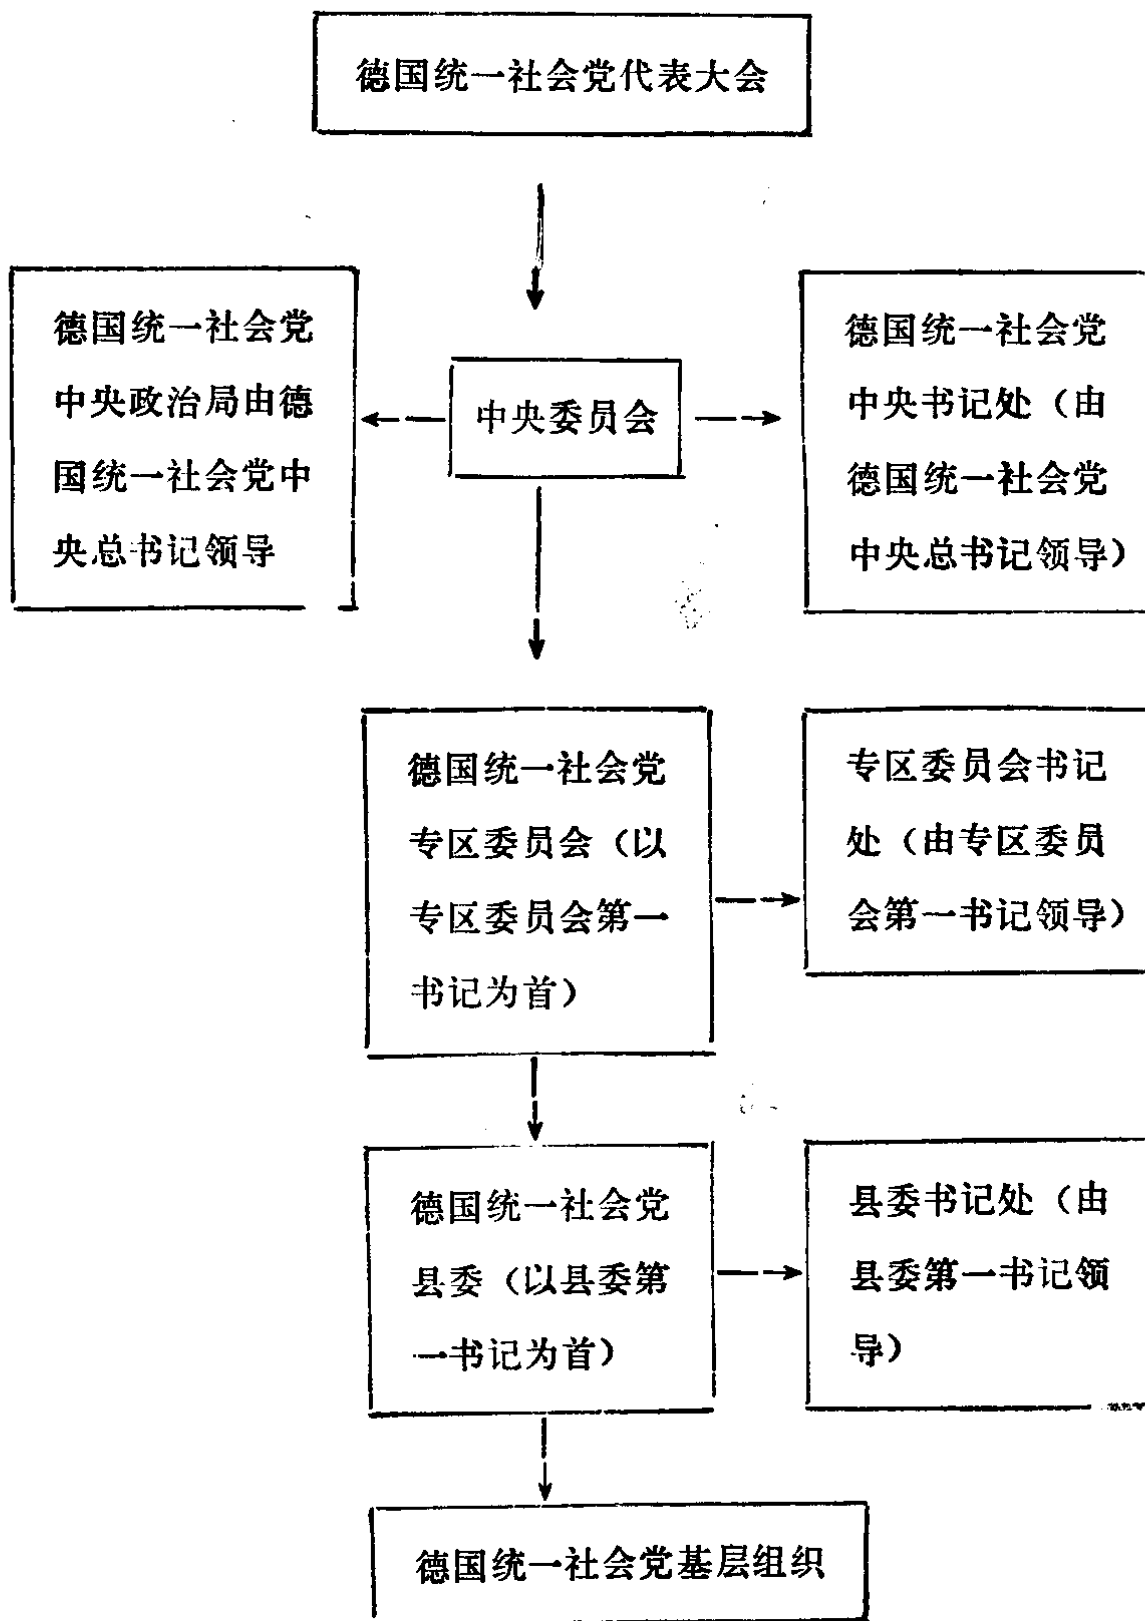 德国统一社会党代表大会
德国统一社会党
中央政治局由德
国统一社会党中
央总书记领导
中央委员会
德国统一社会党
中央书记处（由
德国统一社会党
中央总书记领导）
德国统一社会党
专区委员会（以
专区委员会第一
书记为首）
专区委员会书记
处（由专区委员
会第一书记领导）
德国统一社会党
县委（以县委第
一书记为首）
县委书记处（由
县委第一书记领
导）
德国统一社会党基层组织